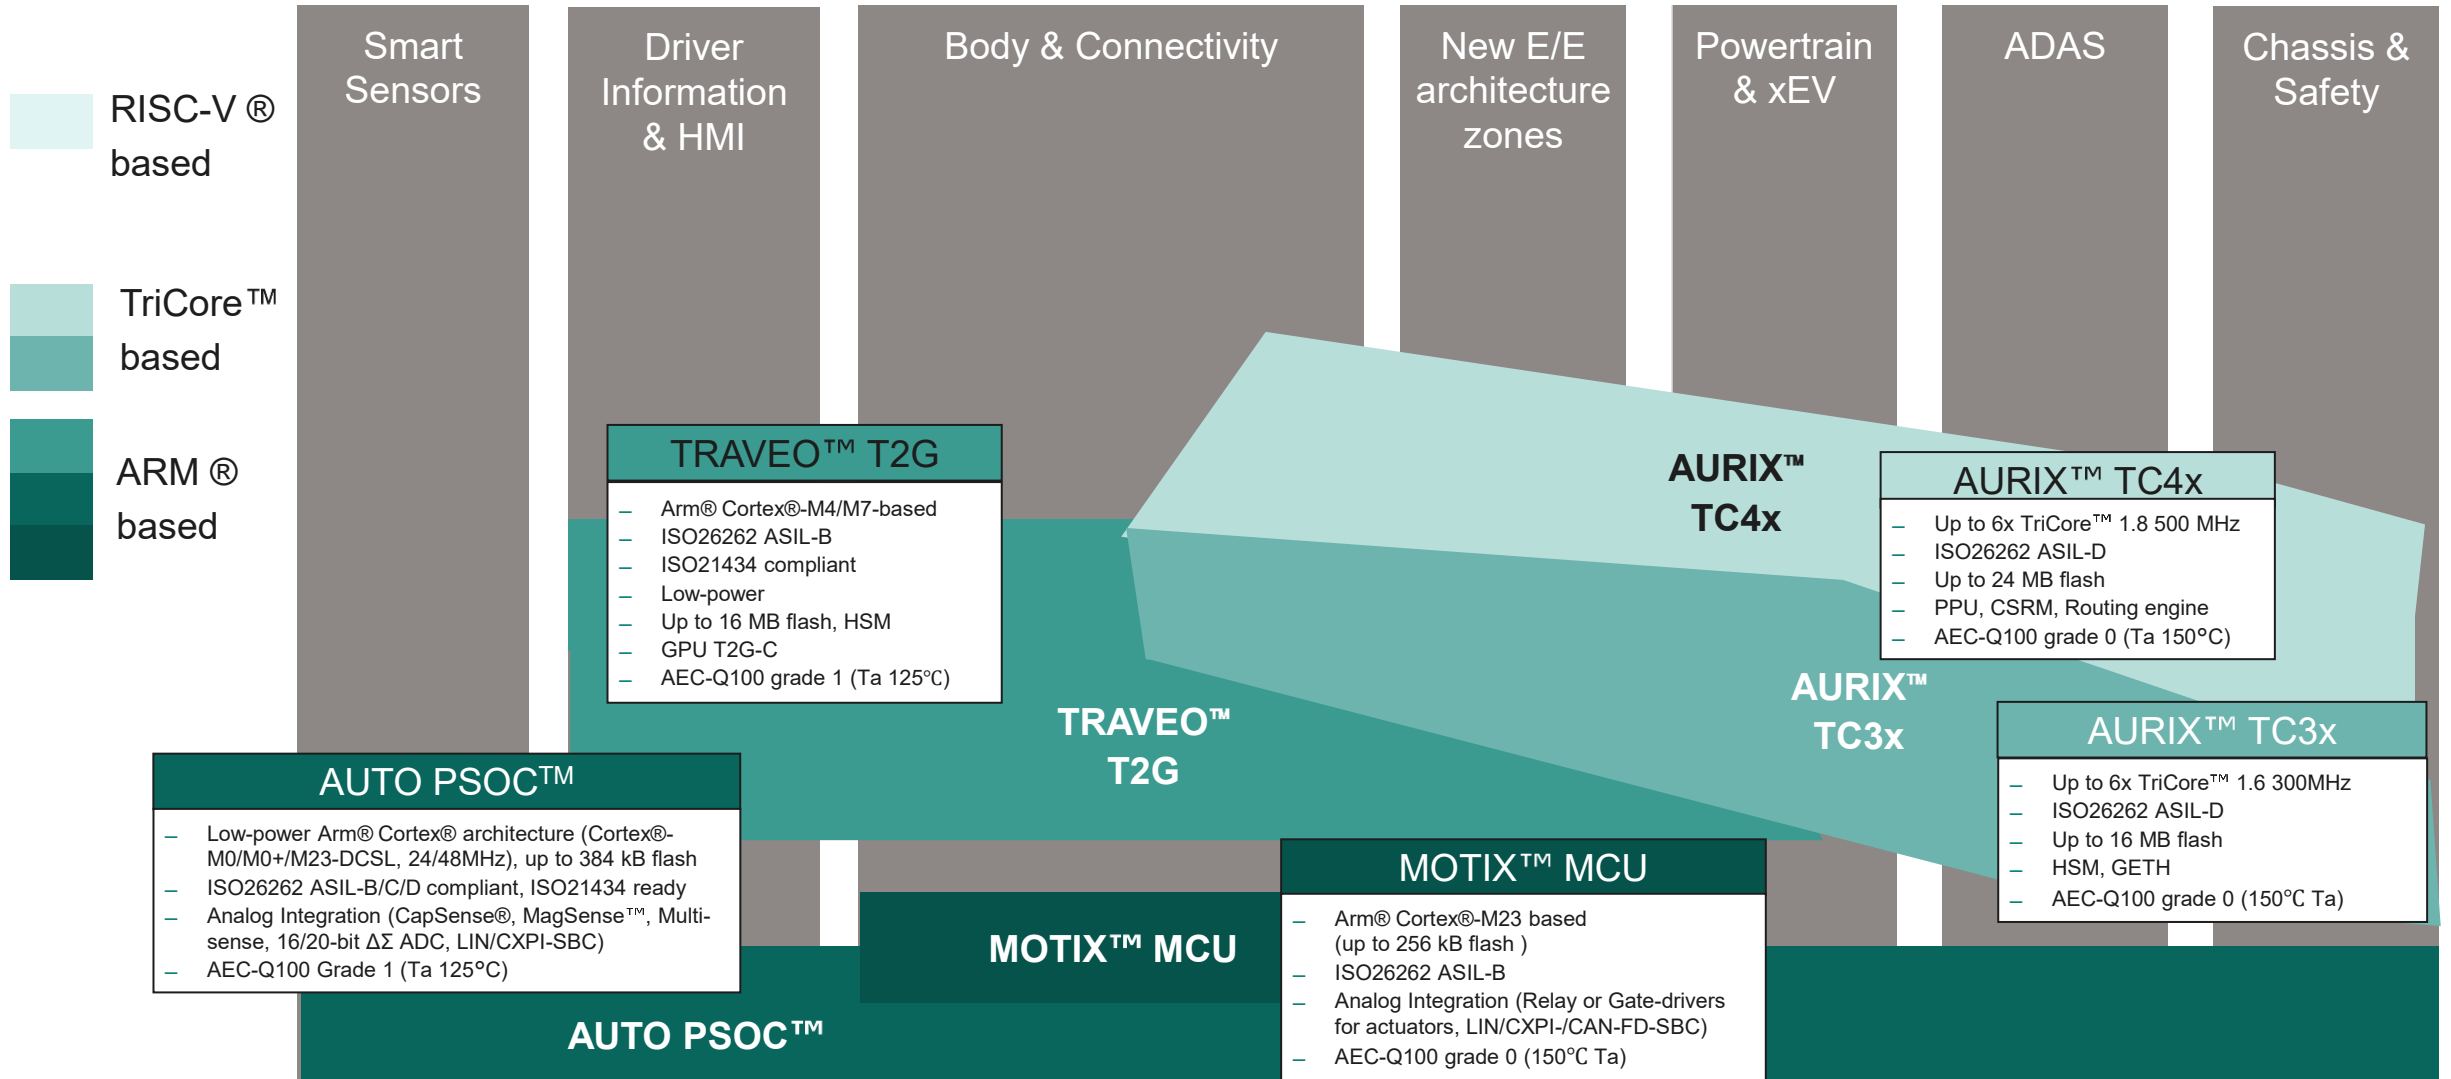 Smart
Sensors
Driver
Information
& HMI
Body & Connectivity
New E/E
architecture
zones
Powertrain
& xEV
ADAS
Chassis &
Safety
RISC-V ®
based
TriCore™
based
ARM ®
based
TRAVEO™ T2G
– Arm® Cortex®-M4/M7-based
– ISO26262 ASIL-B
– ISO21434 compliant
– Low-power
– Up to 16 MB flash, HSM
– GPU T2G-C
– AEC-Q100 grade 1 (Ta 125℃)
AURIX™
TC4x
AURIX™ TC4x
– Up to 6x TriCore™ 1.8 500 MHz
– ISO26262 ASIL-D
– Up to 24 MB flash
– PPU, CSRM, Routing engine
– AEC-Q100 grade 0 (Ta 150°C)
TRAVEO™
T2G
AURIX™
TC3x
AURIX™ TC3x
– Up to 6x TriCore™ 1.6 300MHz
– ISO26262 ASIL-D
– Up to 16 MB flash
– HSM, GETH
– AEC-Q100 grade 0 (150℃ Ta)
AUTO PSOC™
– Low-power Arm® Cortex® architecture (Cortex®-
M0/M0+/M23-DCSL, 24/48MHz), up to 384 kB flash
– ISO26262 ASIL-B/C/D compliant, ISO21434 ready
– Analog Integration (CapSense®, MagSense™, Multi-
sense, 16/20-bit ΔΣ ADC, LIN/CXPI-SBC)
– AEC-Q100 Grade 1 (Ta 125°C)
MOTIX™ MCU
MOTIX™ MCU
– Arm® Cortex®-M23 based
(up to 256 kB flash )
– ISO26262 ASIL-B
– Analog Integration (Relay or Gate-drivers
for actuators, LIN/CXPI-/CAN-FD-SBC)
– AEC-Q100 grade 0 (150℃ Ta)
AUTO PSOC™